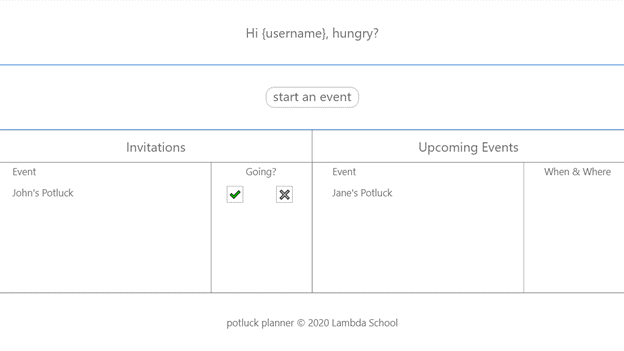 Hi {username}, hungry?
start an event
Invitations
Upcoming Events
Event
Going?
Event
When & Where
John's Potluck
Jane's Potluck
potluck planner © 2020 Lambda School